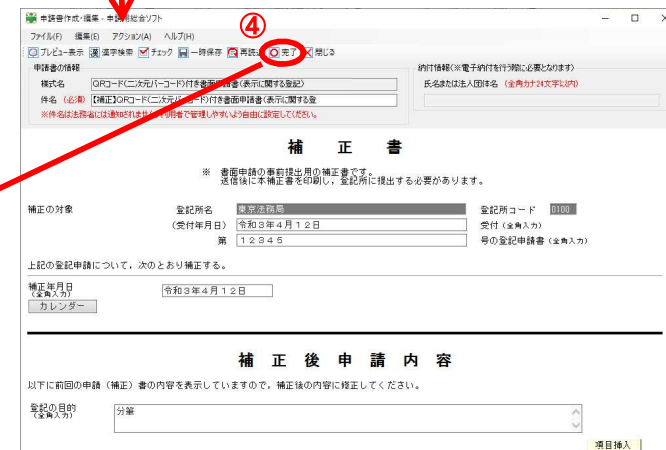 申請書作成・編集 - 申請用総合ソフト
④
ファイル(F) 編集(E) アクション(A) ヘルプ(H)
プレビュー表示 漢字検索 チェック 一時保存 再読込 完了 閉じる
申請書の情報
納付情報(※電子納付を行う際に必要となります)
様式名 QRコード(二次元バーコード)付き書面申請書(表示に関する登記)
氏名または法人団体名 (全角カナ24文字以内)
件名 (必須) 【補正】QRコード(二次元バーコード)付き書面申請書(表示に関する登
※件名は法務省には通知されません。利用者で管理しやすいよう自由に設定してください。
補 正 書
※ 書面申請の事前提出用の補正書です。
送信後に本補正書を印刷し，登記所に提出する必要があります。
補正の対象 登記所名 東京法務局 登記所コード 0100
(受付年月日) 令和3年4月12日 受付 (全角入力)
第 12345 号の登記申請書 (全角入力)
上記の登記申請について，次のとおり補正する。
補正年月日
(全角入力)
令和3年4月12日
カレンダー
補 正 後 申 請 内 容
以下に前回の申請（補正）書の内容を表示していますので，補正後の内容に修正してください。
登記の目的
(全角入力)
分筆
項目挿入